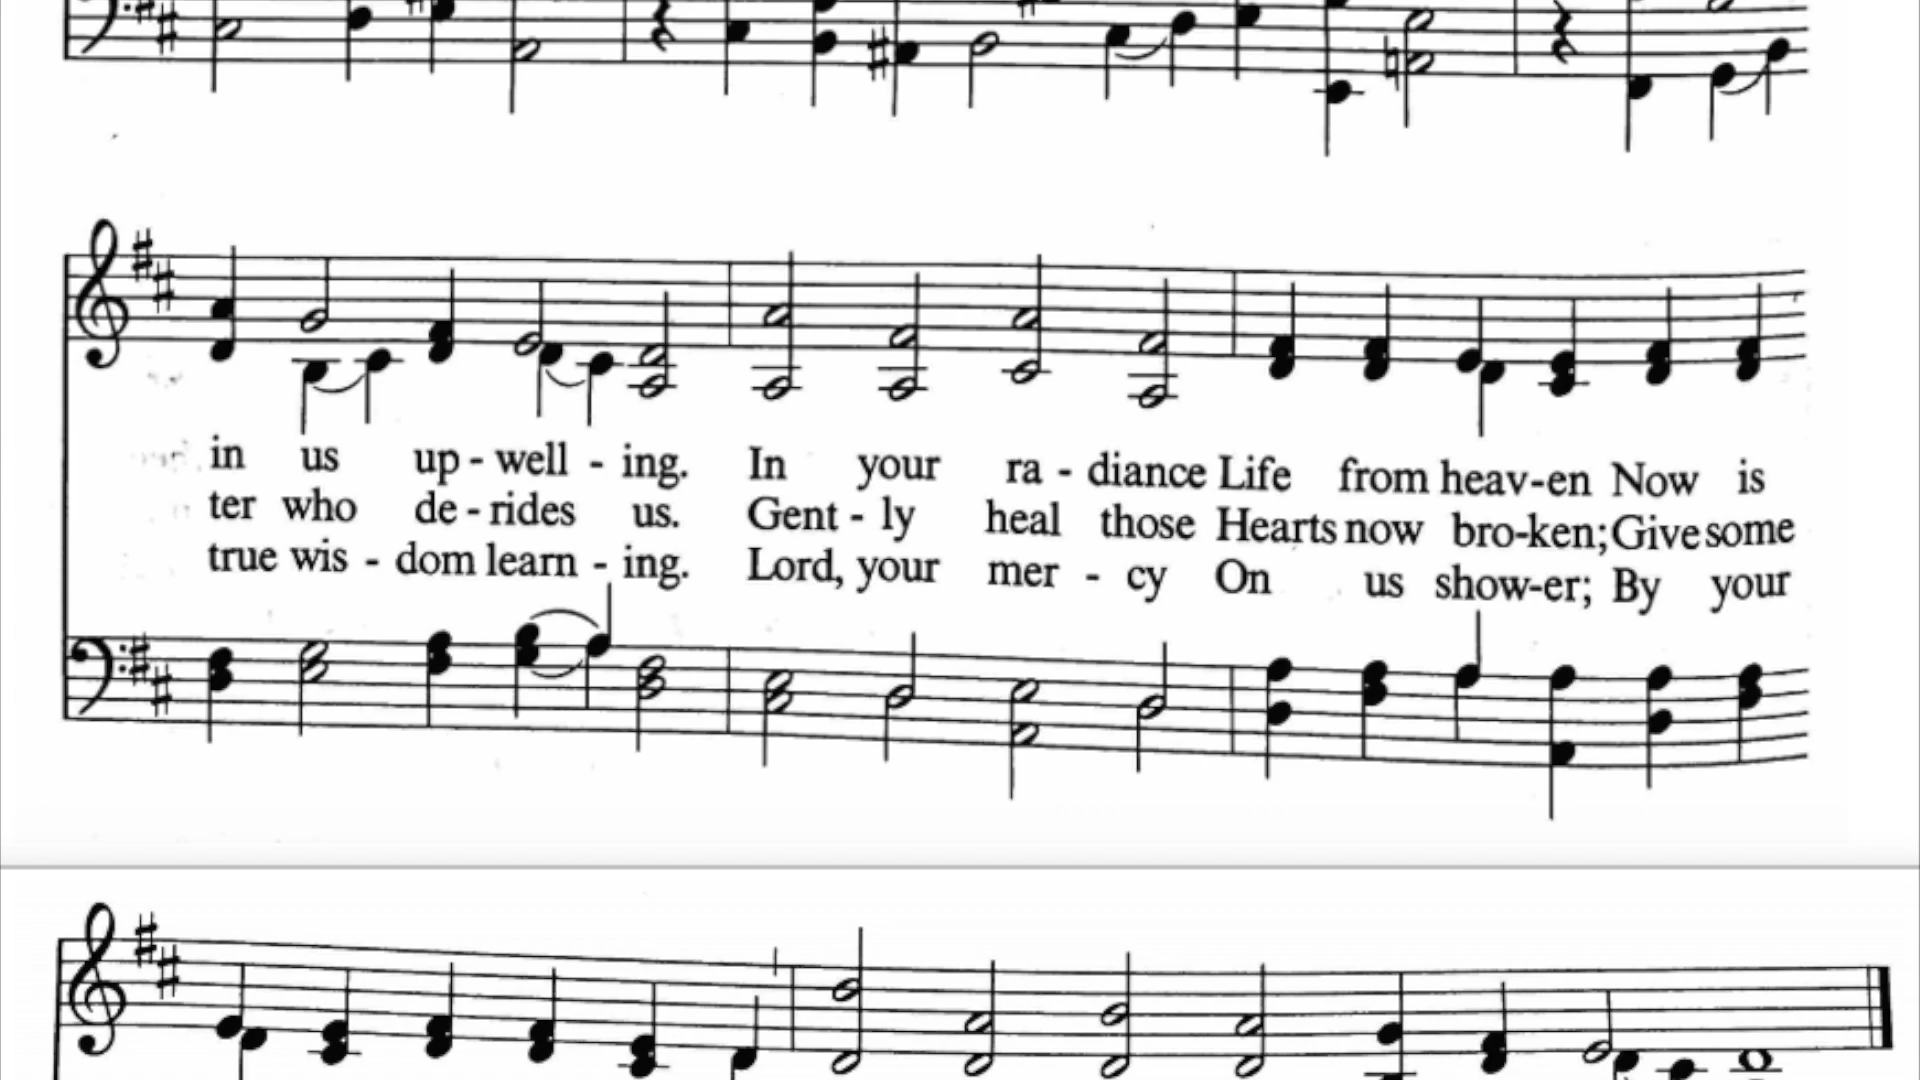 in us up - well - ing. In your ra - diance Life from heav-en Now is
ter who de - rides us. Gent - ly heal those Hearts now bro-ken; Give some
true wis - dom learn - ing. Lord, your mer - cy On us show-er; By your